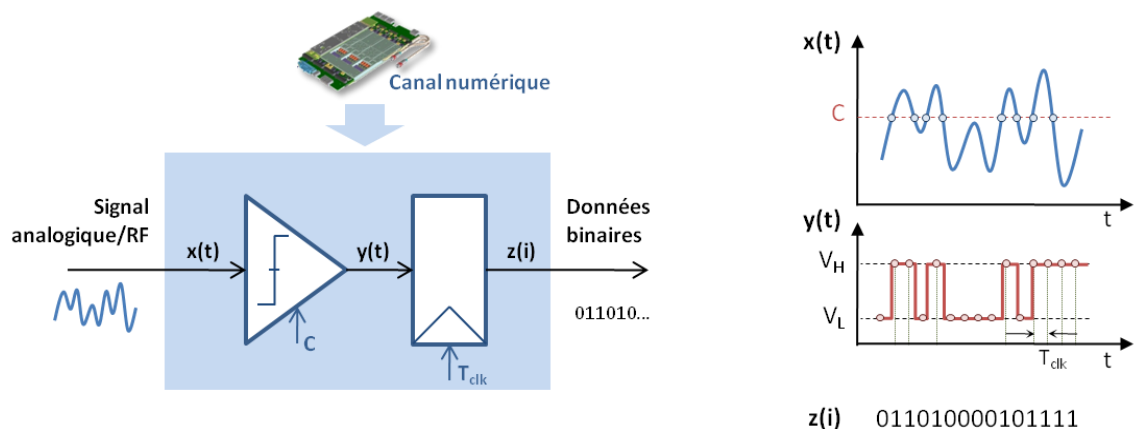 Canal numérique
Signal
analogique/RF
x(t)
y(t)
z(i)
Données
binaires
011010...
C
T_clk
x(t)
C
t
y(t)
V_H
V_L
T_clk
t
z(i) 011010000101111